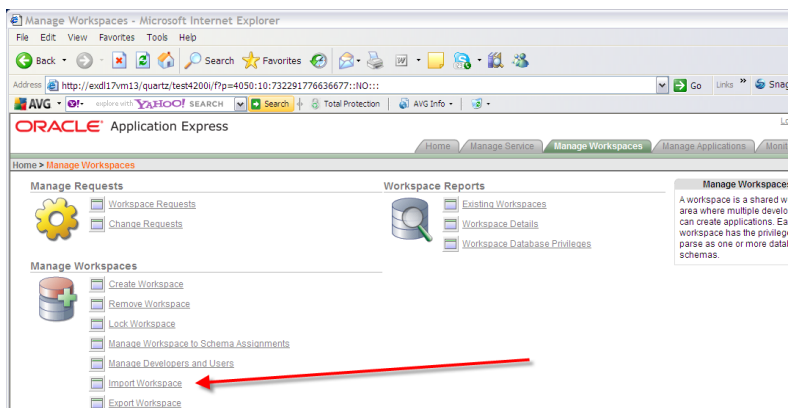 Manage Workspaces - Microsoft Internet Explorer
File Edit View Favorites Tools Help
Back Search Favorites
Address http://exdl17vm13/quartz/test4200i/f?p=4050:10:732291776636677::NO::: Go Links » Snag
AVG explore with YAHOO! SEARCH Search Total Protection AVG Info
ORACLE Application Express Lo
Home Manage Service Manage Workspaces Manage Applications Monit
Home > Manage Workspaces
Manage Requests
Workspace Requests
Change Requests
Manage Workspaces
Create Workspace
Remove Workspace
Lock Workspace
Manage Workspace to Schema Assignments
Manage Developers and Users
Import Workspace
Export Workspace
Workspace Reports
Existing Workspaces
Workspace Details
Workspace Database Privileges
Manage Workspaces
A workspace is a shared w
area where multiple develo
can create applications. Ea
workspace has the privileg
parse as one or more datal
schemas.